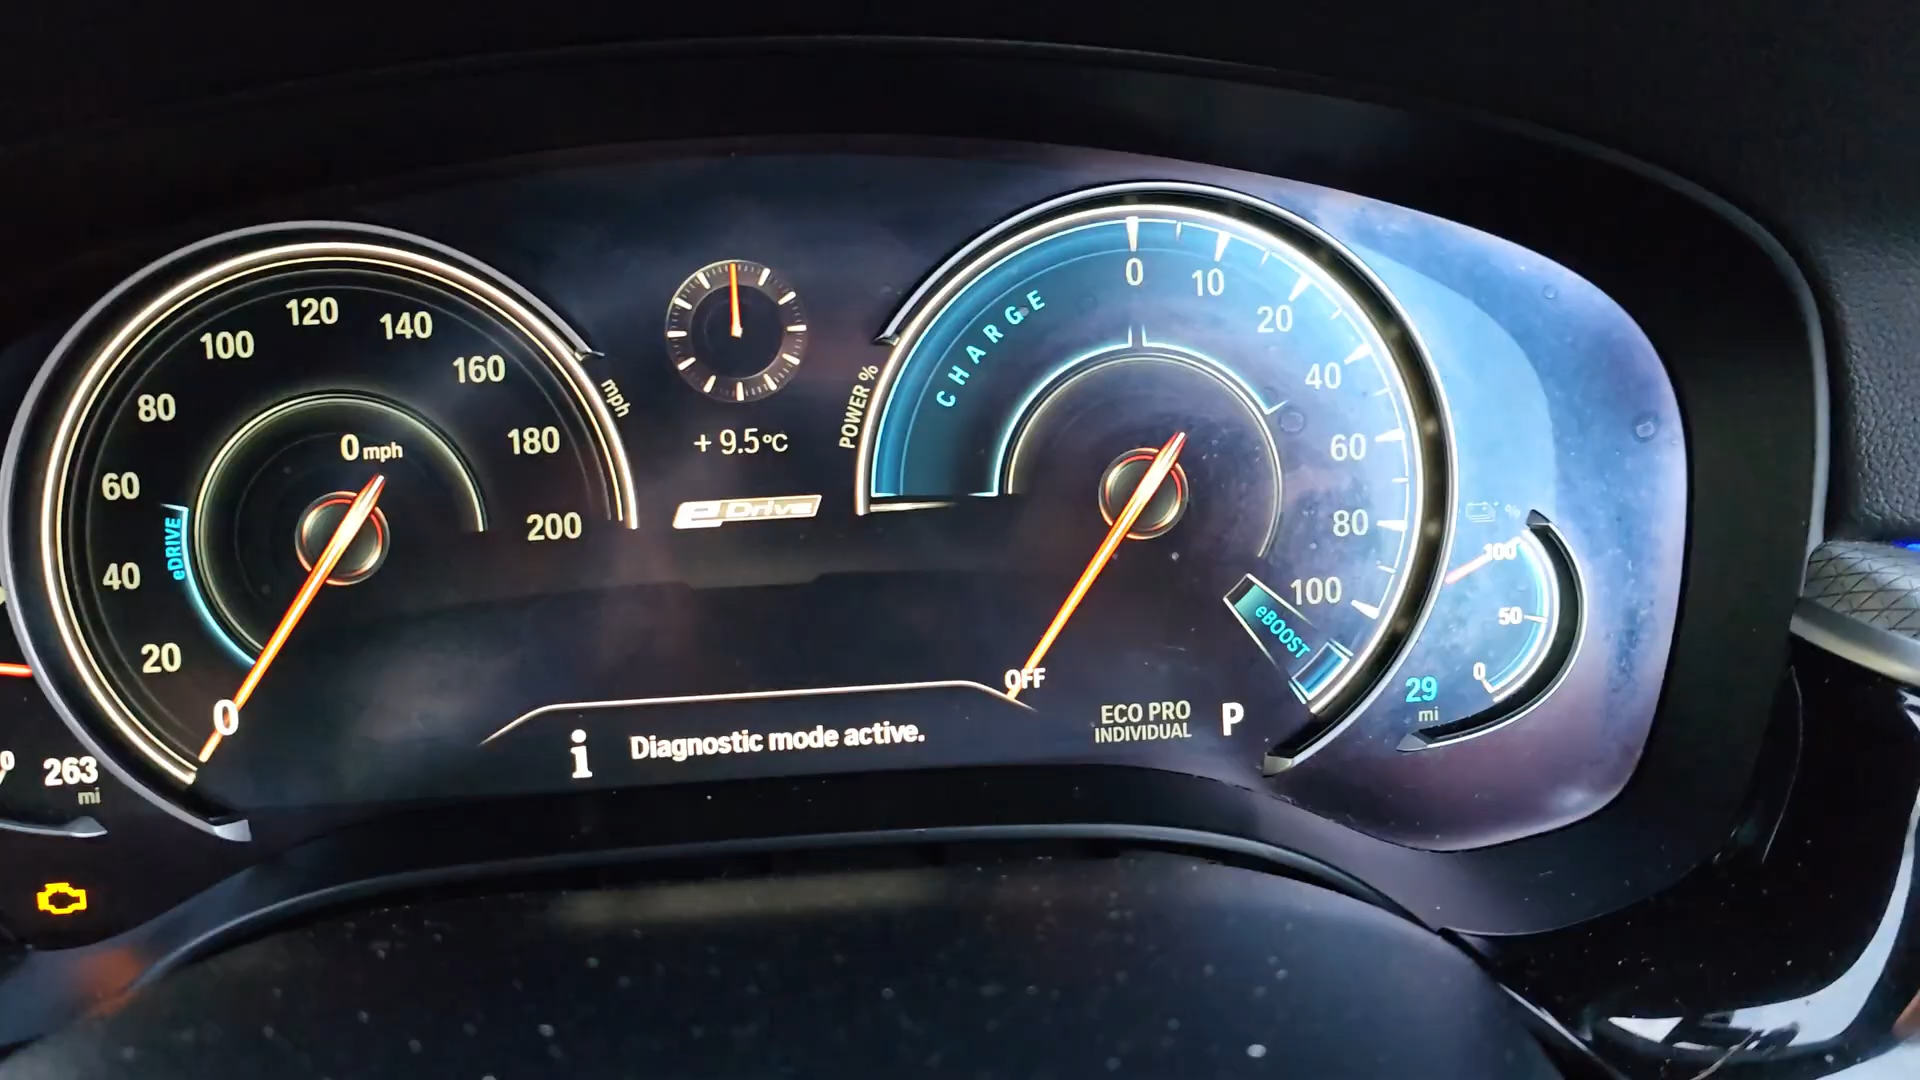 120
100
140
160
80
180
60
200
40
20
0
0 mph
mph
eDRIVE
263
mi
+ 9.5°C
eDrive
POWER %
CHARGE
0
10
20
40
60
80
100
eBOOST
OFF
%
100
50
0
29
mi
ECO PRO
INDIVIDUAL
P
i Diagnostic mode active.